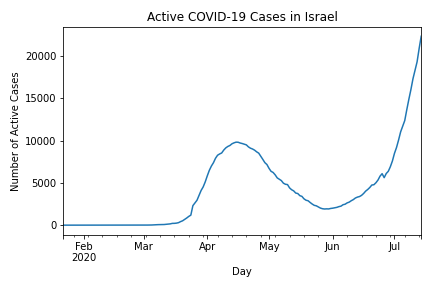 Active COVID-19 Cases in Israel
Number of Active Cases
20000
15000
10000
5000
0
Feb Mar Apr May Jun Jul
2020
Day